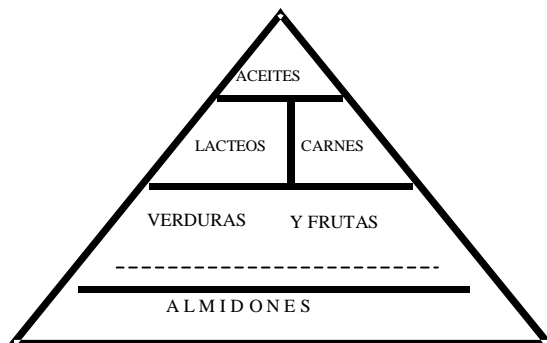 ACEITES
LACTEOS CARNES
VERDURAS Y FRUTAS
ALMIDONES